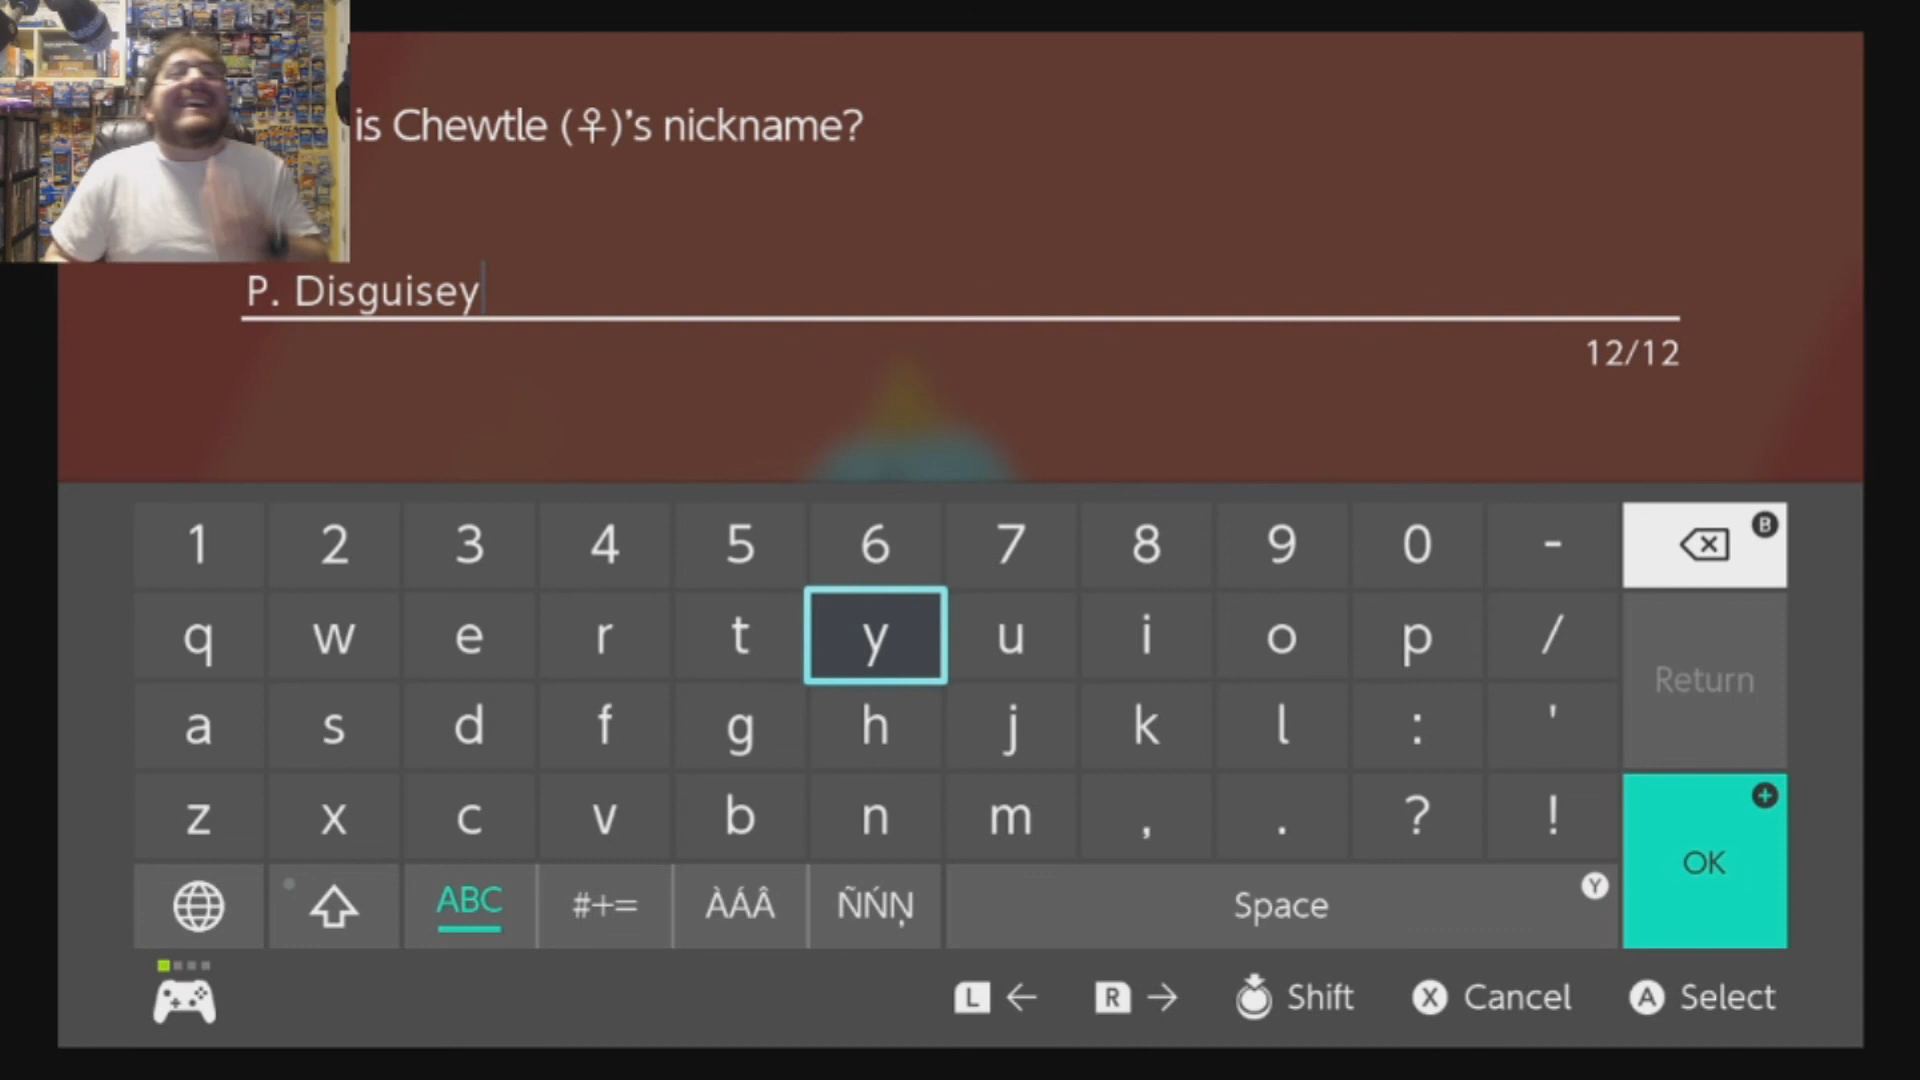 is Chewtle (♀)'s nickname?
P. Disguisey
12/12
1 2 3 4 5 6 7 8 9 0 - B
q w e r t y u i o p /
Return
a s d f g h j k l : '
z x c v b n m , . ? ! +
OK
ABC #+= ÀÁÂ ÑŃŅ Space Y
L ← R → Shift X Cancel A Select